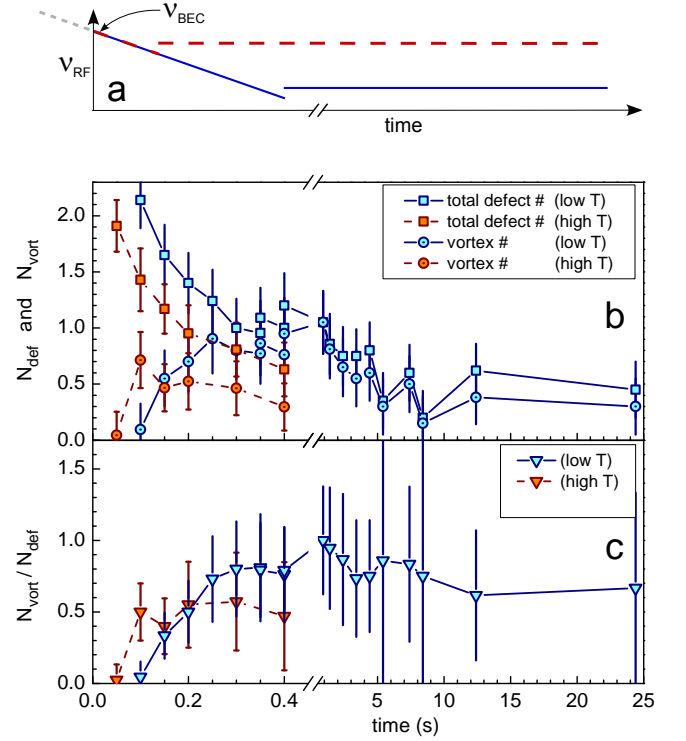 ν_BEC
ν_RF
a
time
2.0
1.5
1.0
0.5
0.0
N_def and N_vort
total defect # (low T)
total defect # (high T)
vortex # (low T)
vortex # (high T)
b
1.5
1.0
0.5
0.0
N_vort / N_def
(low T)
(high T)
c
0.0 0.2 0.4 5 10 15 20 25
time (s)